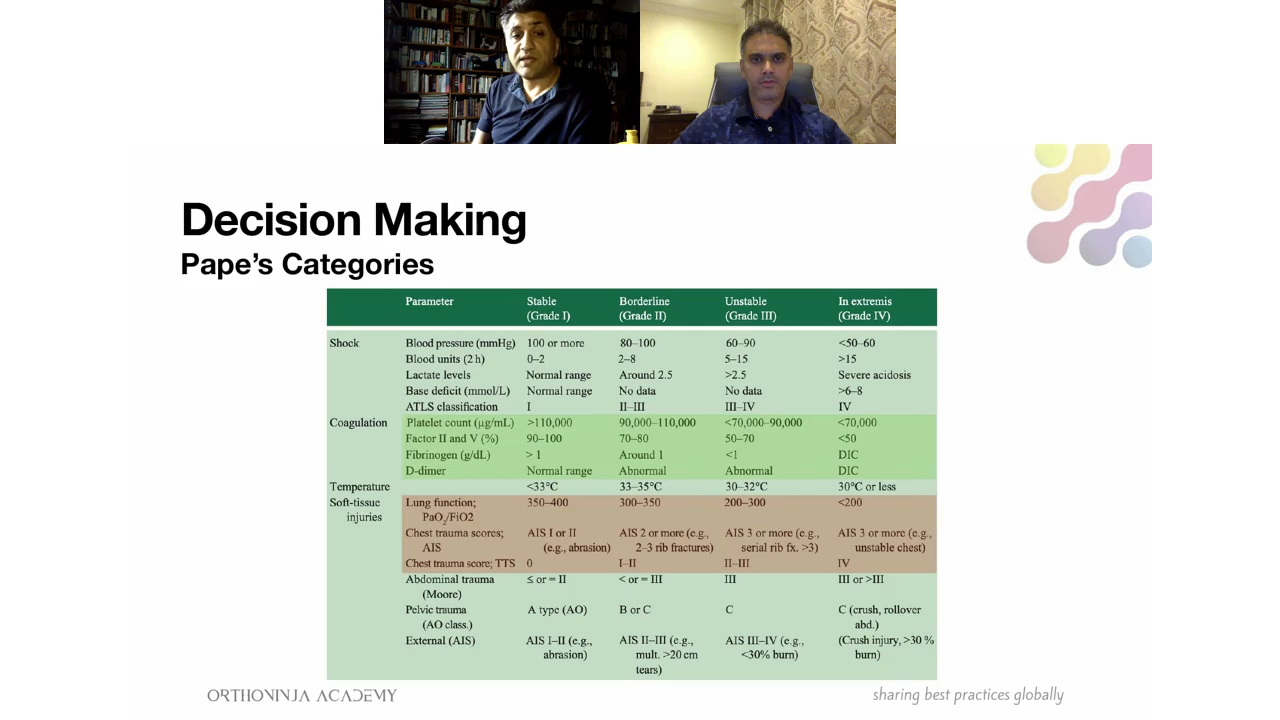 Decision Making
Pape's Categories
Parameter Stable (Grade I) Borderline (Grade II) Unstable (Grade III) In extremis (Grade IV)
Shock Blood pressure (mmHg) 100 or more 80–100 60–90 <50–60
Blood units (2 h) 0–2 2–8 5–15 >15
Lactate levels Normal range Around 2.5 >2.5 Severe acidosis
Base deficit (mmol/L) Normal range No data No data >6–8
ATLS classification I II–III III–IV IV
Coagulation Platelet count (µg/mL) >110,000 90,000–110,000 <70,000–90,000 <70,000
Factor II and V (%) 90–100 70–80 50–70 <50
Fibrinogen (g/dL) > 1 Around 1 <1 DIC
D-dimer Normal range Abnormal Abnormal DIC
Temperature <33°C 33–35°C 30–32°C 30°C or less
Soft-tissue injuries Lung function; PaO2/FiO2 350–400 300–350 200–300 <200
Chest trauma scores; AIS AIS I or II (e.g., abrasion) AIS 2 or more (e.g., 2–3 rib fractures) AIS 3 or more (e.g., serial rib fx. >3) AIS 3 or more (e.g., unstable chest)
Chest trauma score; TTS 0 I–II II–III IV
Abdominal trauma (Moore) ≤ or = II < or = III III III or >III
Pelvic trauma (AO class.) A type (AO) B or C C C (crush, rollover abd.)
External (AIS) AIS I–II (e.g., abrasion) AIS II–III (e.g., mult. >20 cm tears) AIS III–IV (e.g., <30% burn) (Crush injury, >30 % burn)
ORTHONINJA ACADEMY
sharing best practices globally